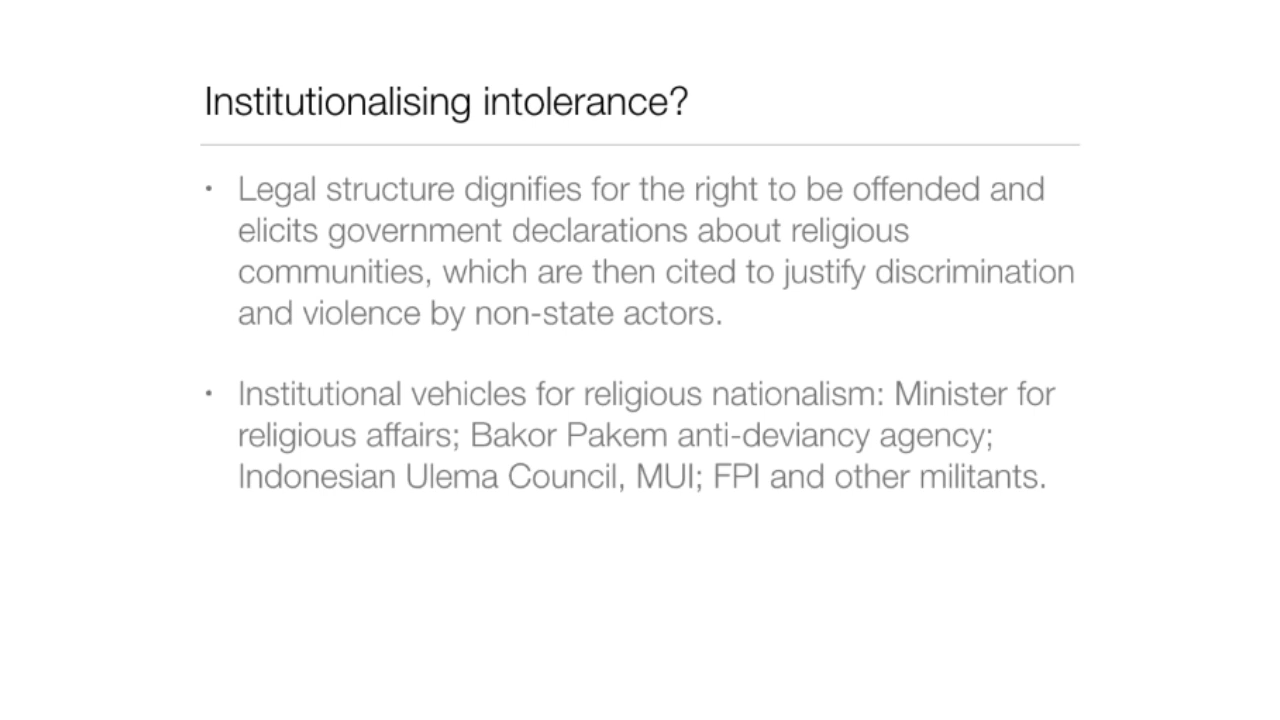 Institutionalising intolerance?
• Legal structure dignifies for the right to be offended and
elicits government declarations about religious
communities, which are then cited to justify discrimination
and violence by non-state actors.
• Institutional vehicles for religious nationalism: Minister for
religious affairs; Bakor Pakem anti-deviancy agency;
Indonesian Ulema Council, MUI; FPI and other militants.